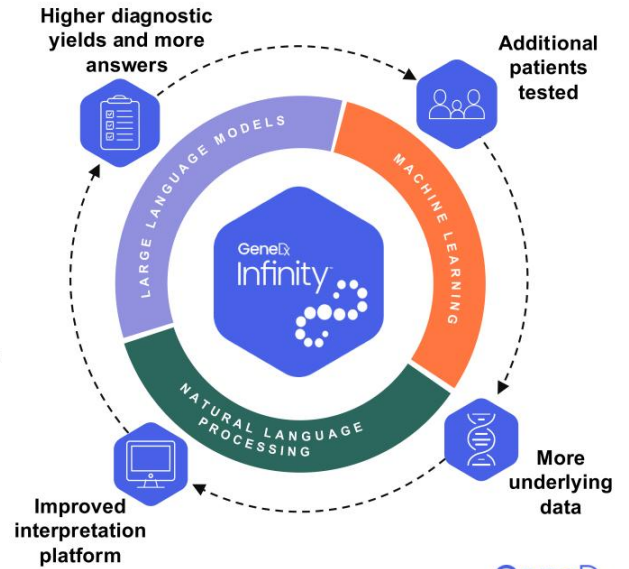 Higher diagnostic
yields and more
answers
Additional
patients
tested
LARGE LANGUAGE MODELS
MACHINE LEARNING
GeneDx
Infinity™
NATURAL LANGUAGE
PROCESSING
More
underlying
data
Improved
interpretation
platform